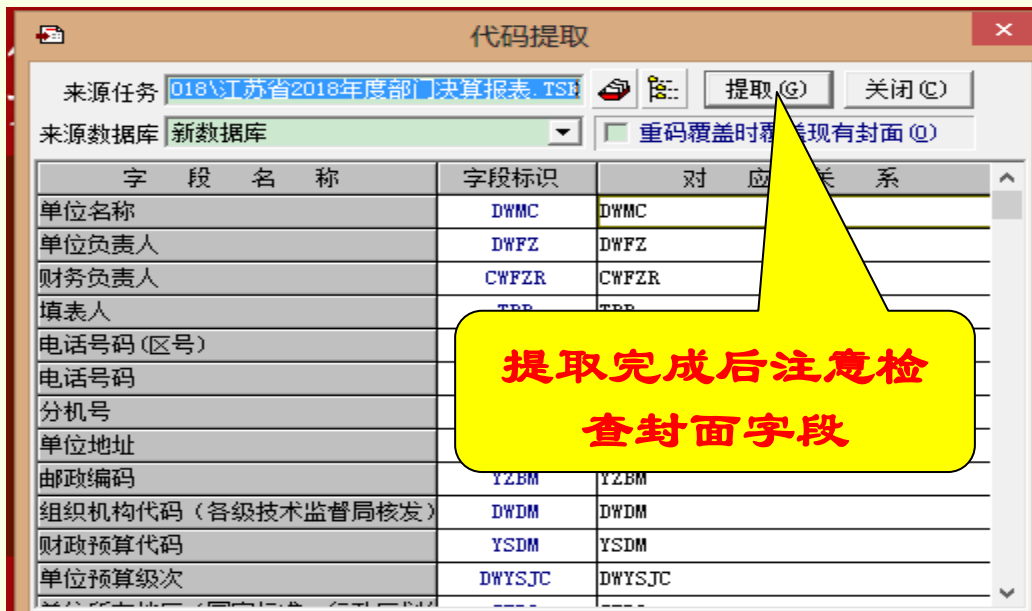 代码提取
来源任务 018\江苏省2018年度部门决算报表.TSK 提取(G) 关闭(C)
来源数据库 新数据库 重码覆盖时覆盖现有封面(O)
字段名称 字段标识 对应关系
单位名称 DWMC DWMC
单位负责人 DWFZ DWFZ
财务负责人 CWFZR CWFZR
填表人
电话号码(区号)
电话号码
分机号
单位地址
提取完成后注意检
查封面字段
邮政编码 YZBM YZBM
组织机构代码（各级技术监督局核发） DWDM DWDM
财政预算代码 YSDM YSDM
单位预算级次 DWYSJC DWYSJC